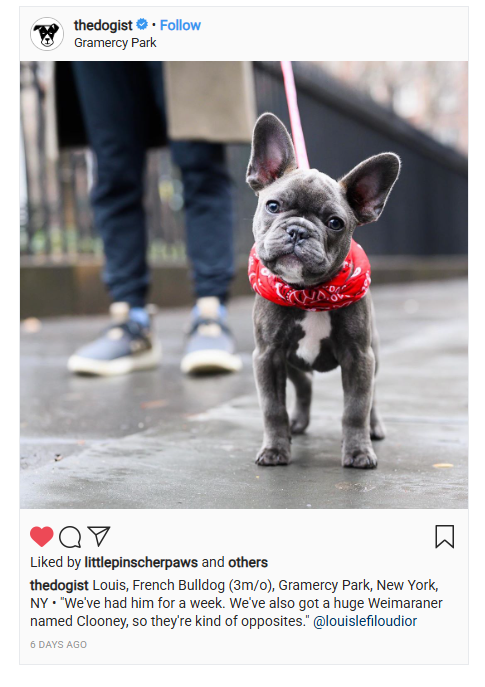 thedogist • Follow
Gramercy Park
Liked by littlepinscherpaws and others
thedogist Louis, French Bulldog (3m/o), Gramercy Park, New York,
NY • "We've had him for a week. We've also got a huge Weimaraner
named Clooney, so they're kind of opposites." @louislefiloudior
6 DAYS AGO